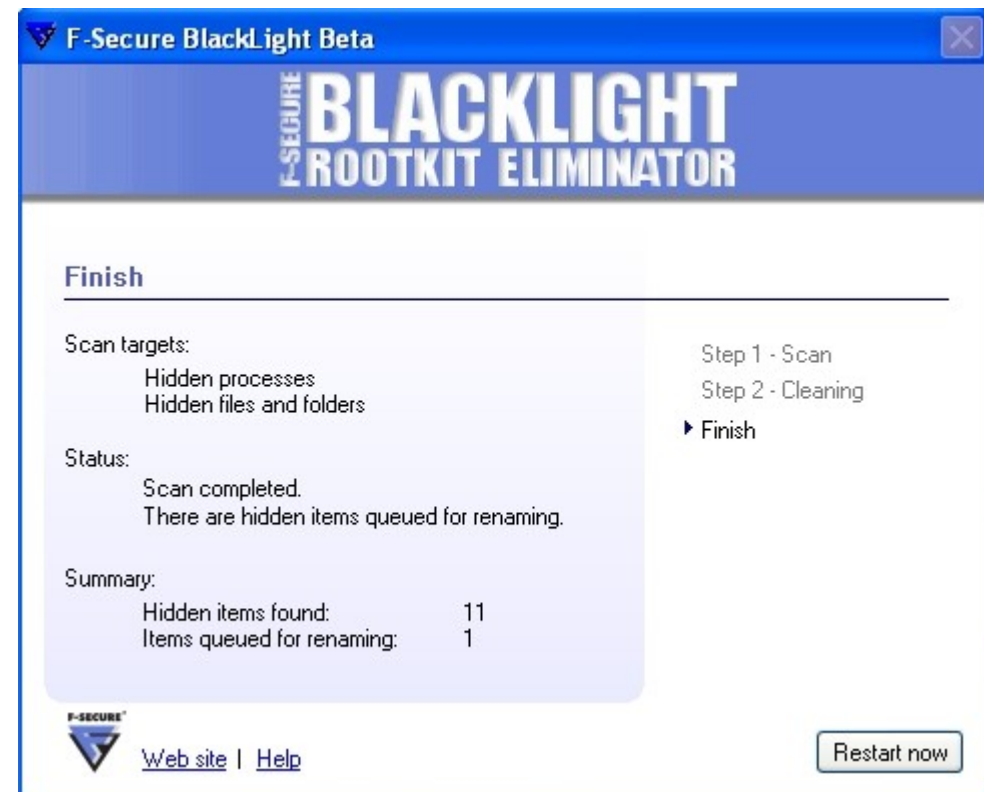 F-Secure BlackLight Beta
F-SECURE
BLACKLIGHT
ROOTKIT ELIMINATOR
Finish
Scan targets:
Hidden processes
Hidden files and folders
Status:
Scan completed.
There are hidden items queued for renaming.
Summary:
Hidden items found: 11
Items queued for renaming: 1
Step 1 - Scan
Step 2 - Cleaning
Finish
F-SECURE
Web site | Help
Restart now